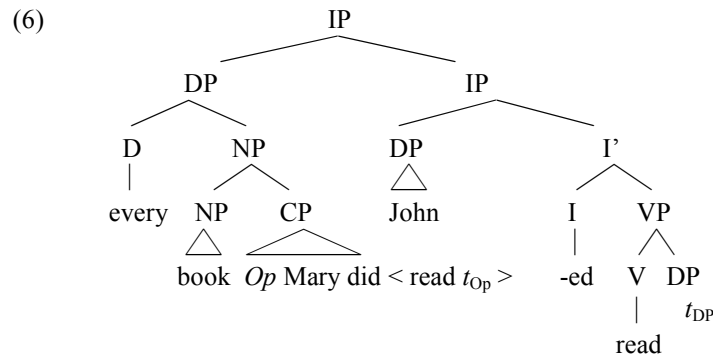 (6) IP
DP IP
D NP DP I’
every NP CP John I VP
book Op Mary did < read tOp > -ed V DP
tDP
read